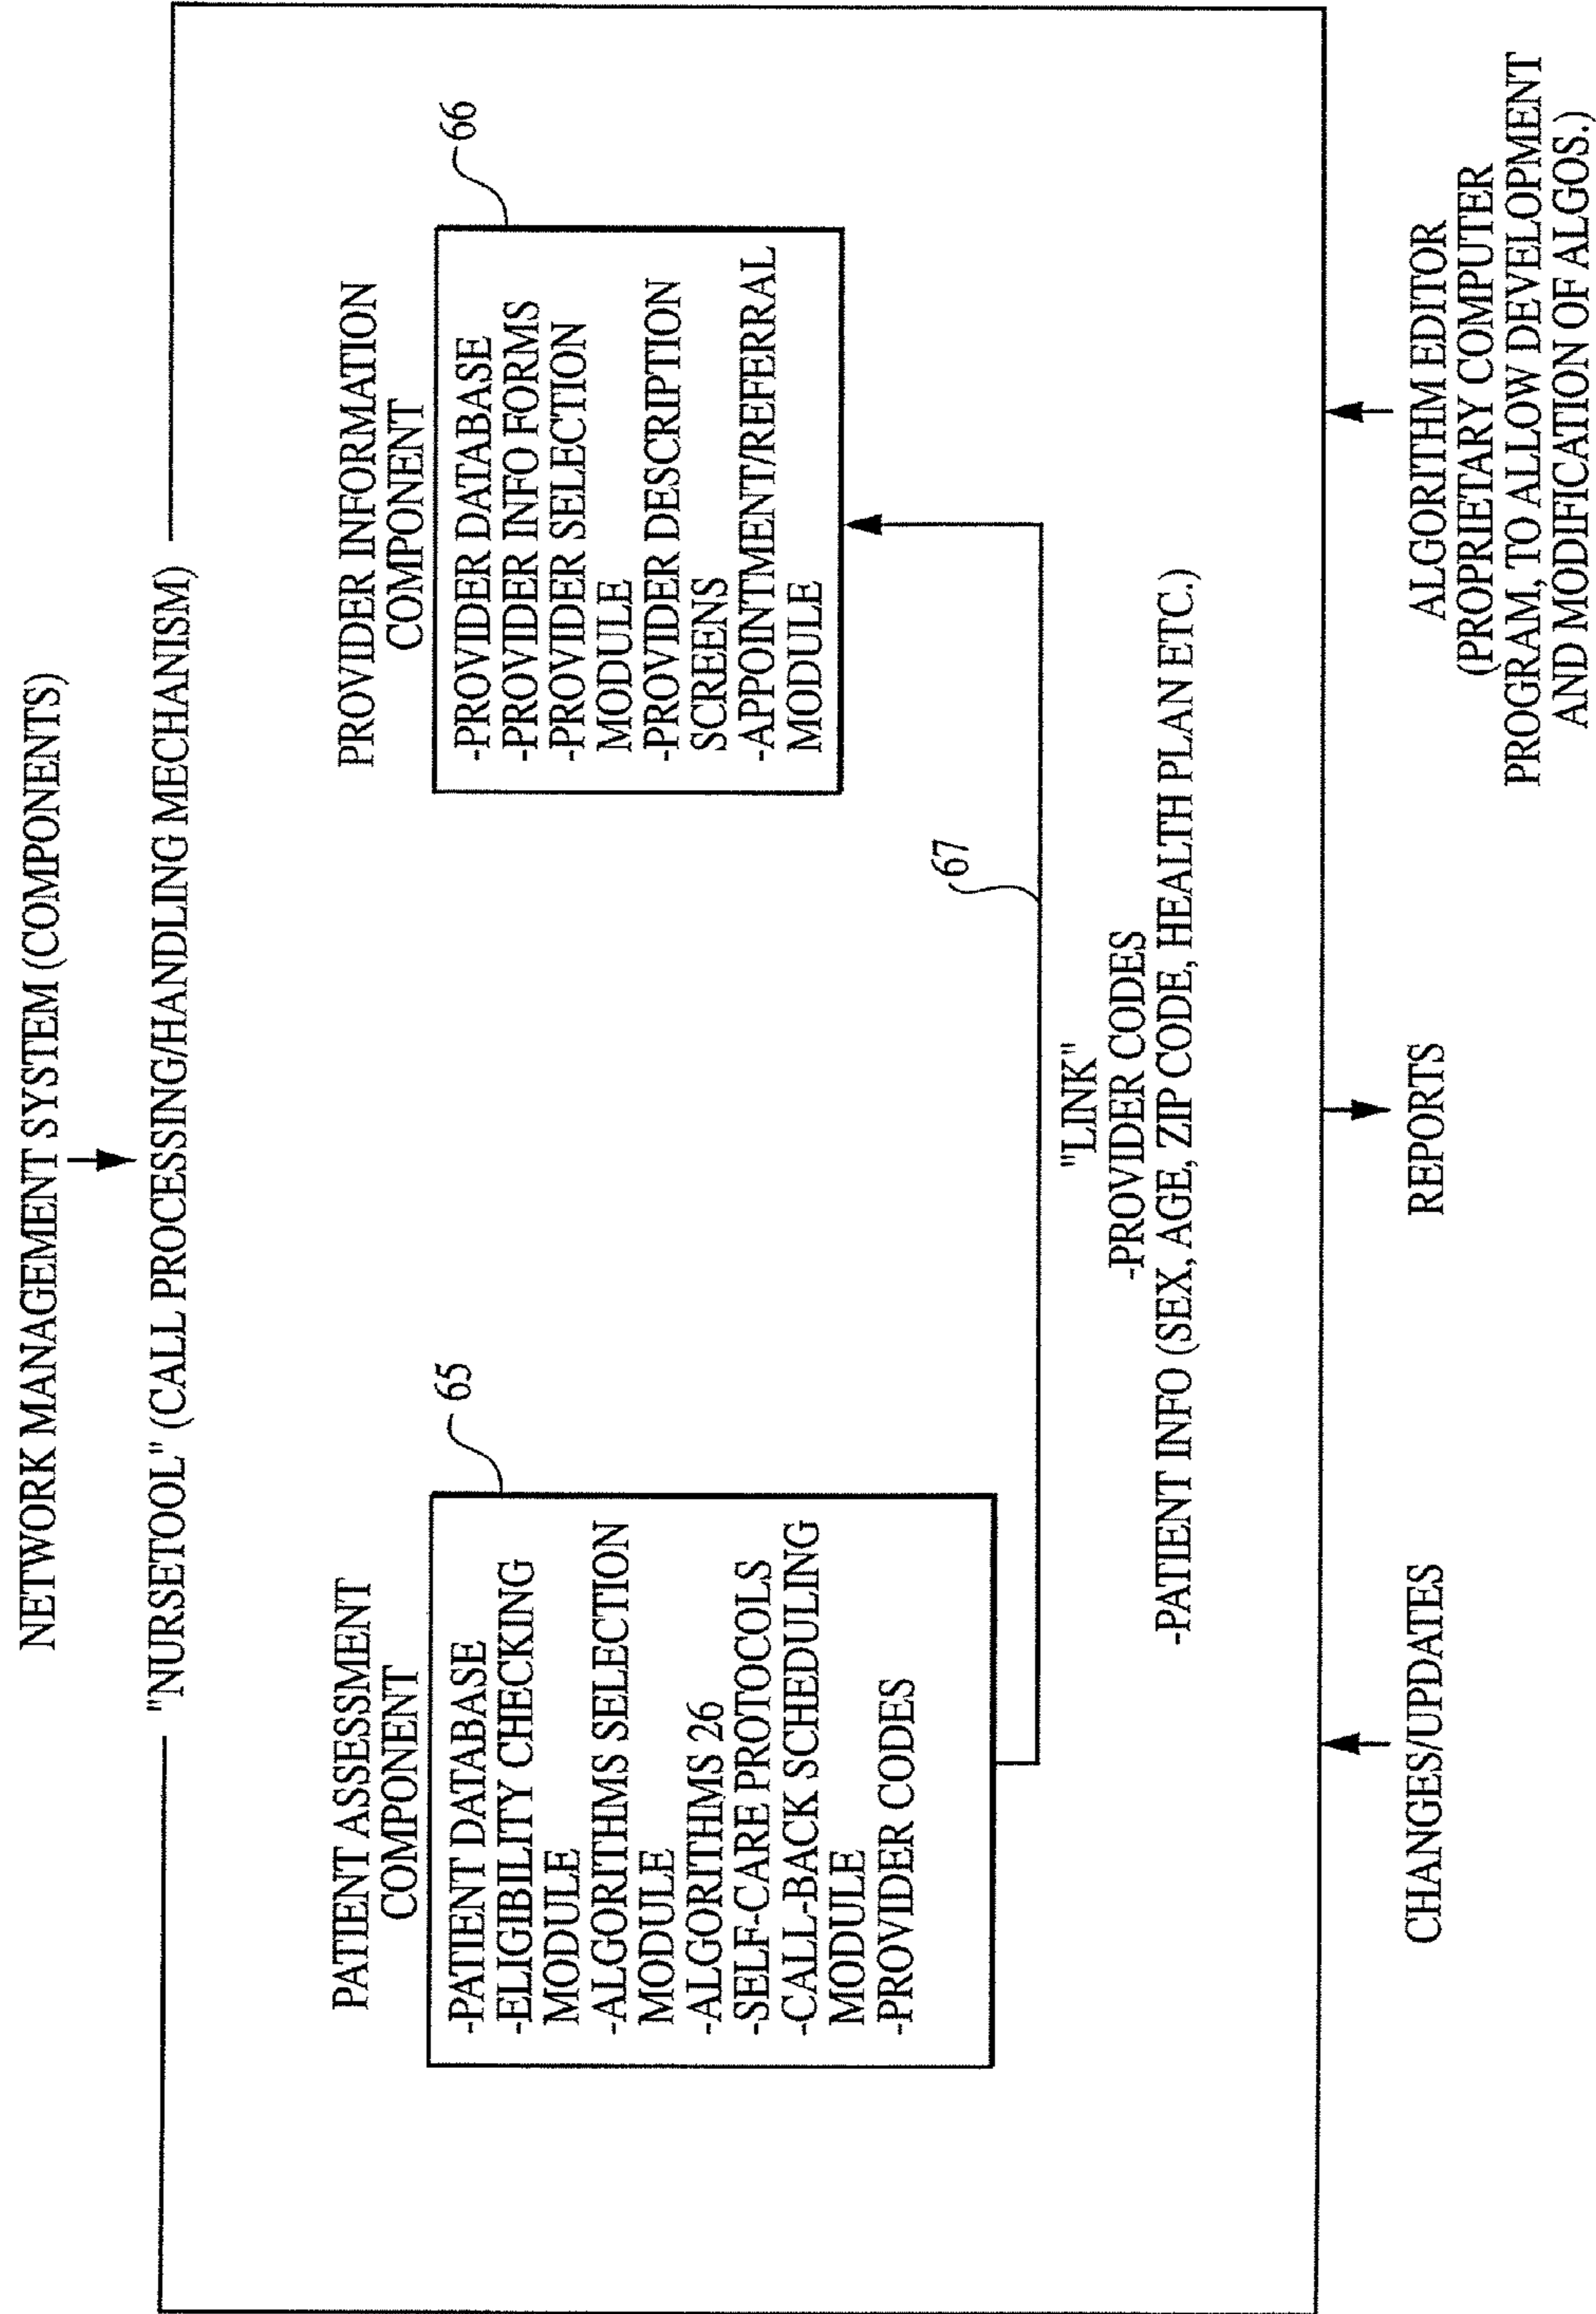 NETWORK MANAGEMENT SYSTEM (COMPONENTS)
"NURSETOOL" (CALL PROCESSING/HANDLING MECHANISM)
PATIENT ASSESSMENT
COMPONENT
65
-PATIENT DATABASE
-ELIGIBILITY CHECKING
MODULE
-ALGORITHMS SELECTION
MODULE
-ALGORITHMS 26
-SELF-CARE PROTOCOLS
-CALL-BACK SCHEDULING
MODULE
-PROVIDER CODES
PROVIDER INFORMATION
COMPONENT
66
-PROVIDER DATABASE
-PROVIDER INFO FORMS
-PROVIDER SELECTION
MODULE
-PROVIDER DESCRIPTION
SCREENS
-APPOINTMENT/REFERRAL
MODULE
67
"LINK"
-PROVIDER CODES
-PATIENT INFO (SEX, AGE, ZIP CODE, HEALTH PLAN ETC.)
CHANGES/UPDATES
REPORTS
ALGORITHM EDITOR
(PROPRIETARY COMPUTER
PROGRAM, TO ALLOW DEVELOPMENT
AND MODIFICATION OF ALGOS.)